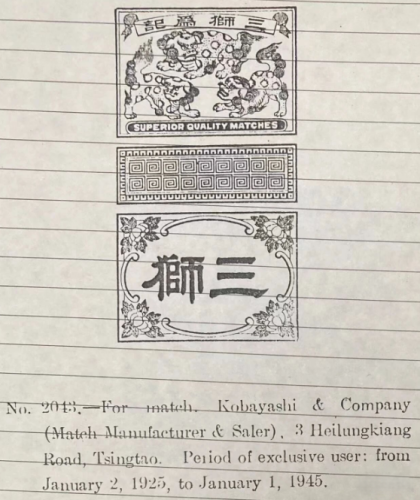 三獅爲記
SUPERIOR QUALITY MATCHES
三獅
No. 2043.—For match. Kobayashi & Company
(Match Manufacturer & Saler), 3 Heilungkiang
Road, Tsingtao. Period of exclusive user: from
January 2, 1925, to January 1, 1945.